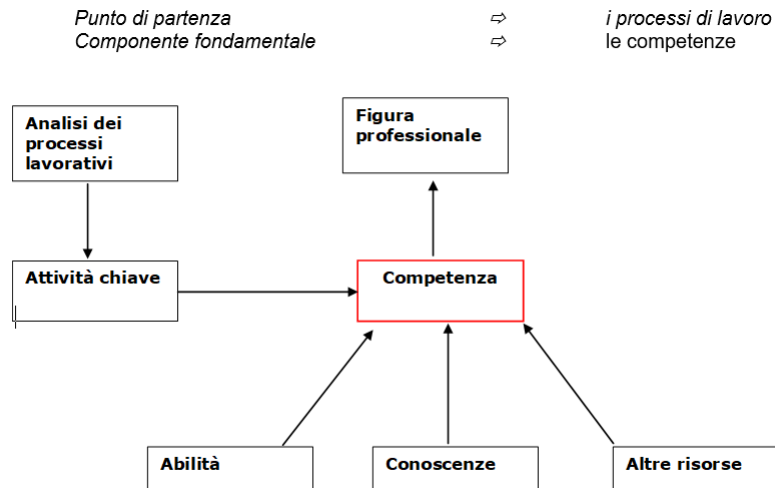 Punto di partenza ⇨ i processi di lavoro
Componente fondamentale ⇨ le competenze
Analisi dei
processi
lavorativi
Figura
professionale
Attività chiave
Competenza
Abilità
Conoscenze
Altre risorse